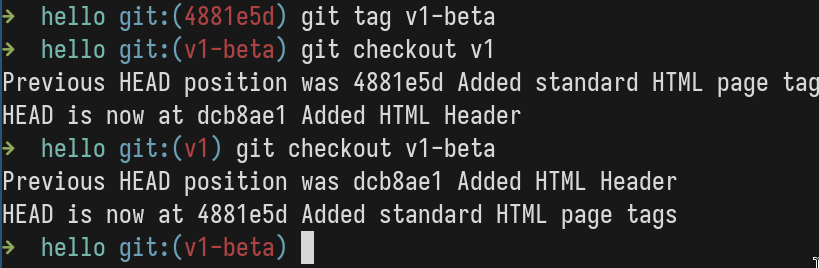 ➜  hello git:(4881e5d) git tag v1-beta
➜  hello git:(v1-beta) git checkout v1
Previous HEAD position was 4881e5d Added standard HTML page tag
HEAD is now at dcb8ae1 Added HTML Header
➜  hello git:(v1) git checkout v1-beta
Previous HEAD position was dcb8ae1 Added HTML Header
HEAD is now at 4881e5d Added standard HTML page tags
➜  hello git:(v1-beta)